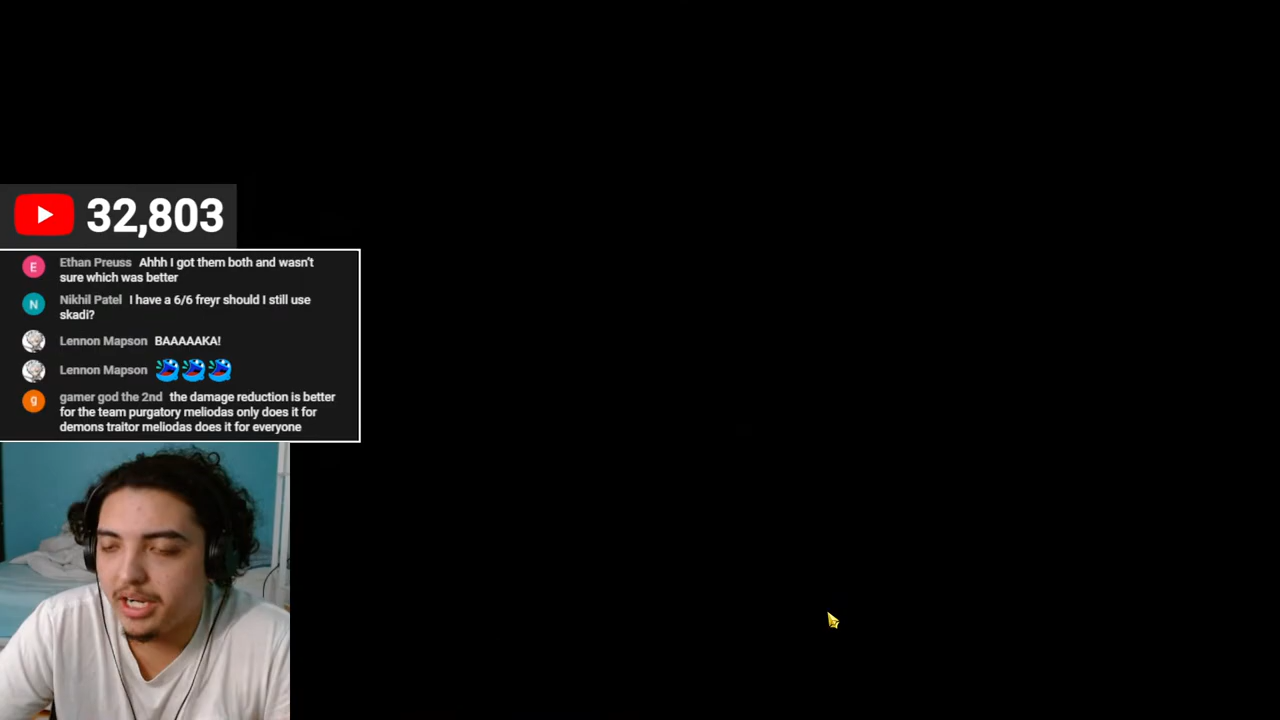 32,803
Ethan Preuss Ahhh I got them both and wasn't
sure which was better
Nikhil Patel I have a 6/6 freyr should I still use
skadi?
Lennon Mapson BAAAAAKA!
Lennon Mapson
gamer god the 2nd the damage reduction is better
for the team purgatory meliodas only does it for
demons traitor meliodas does it for everyone
E
N
g